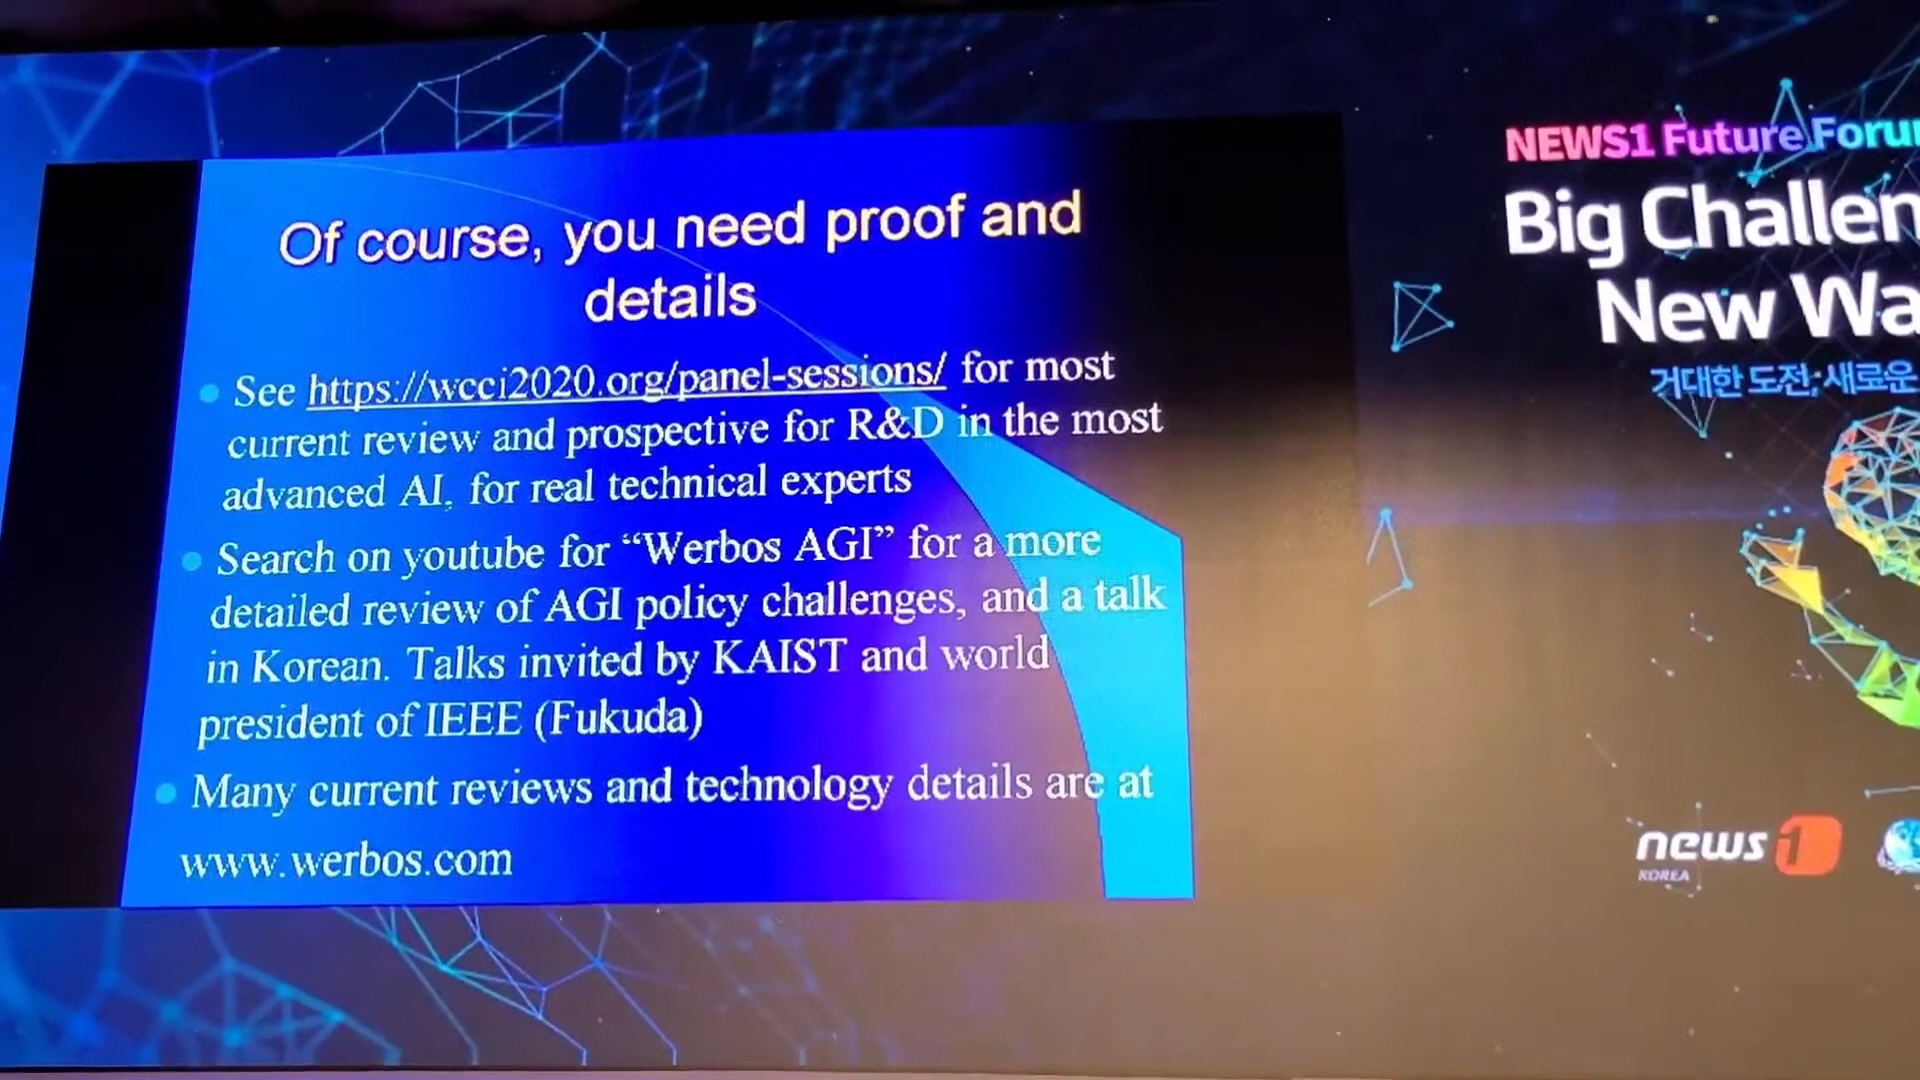 Of course, you need proof and
details
See https://wcci2020.org/panel-sessions/ for most
current review and prospective for R&D in the most
advanced AI, for real technical experts
Search on youtube for “Werbos AGI” for a more
detailed review of AGI policy challenges, and a talk
in Korean. Talks invited by KAIST and world
president of IEEE (Fukuda)
Many current reviews and technology details are at
www.werbos.com
NEWS1 Future
Big
New
거대한 도전, 새로운
news 1
KOREA